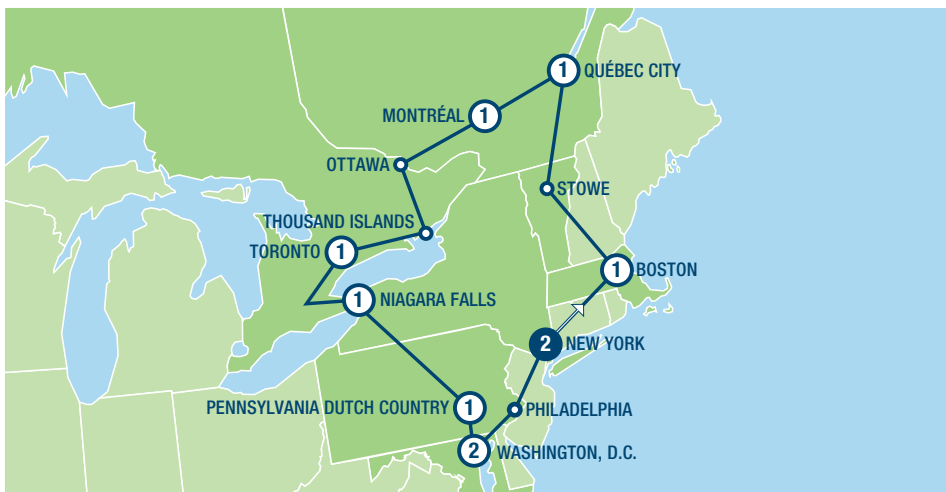 1 QUÉBEC CITY
MONTRÉAL 1
OTTAWA
STOWE
THOUSAND ISLANDS
TORONTO 1
1 BOSTON
1 NIAGARA FALLS
2 NEW YORK
PENNSYLVANIA DUTCH COUNTRY 1
PHILADELPHIA
2 WASHINGTON, D.C.